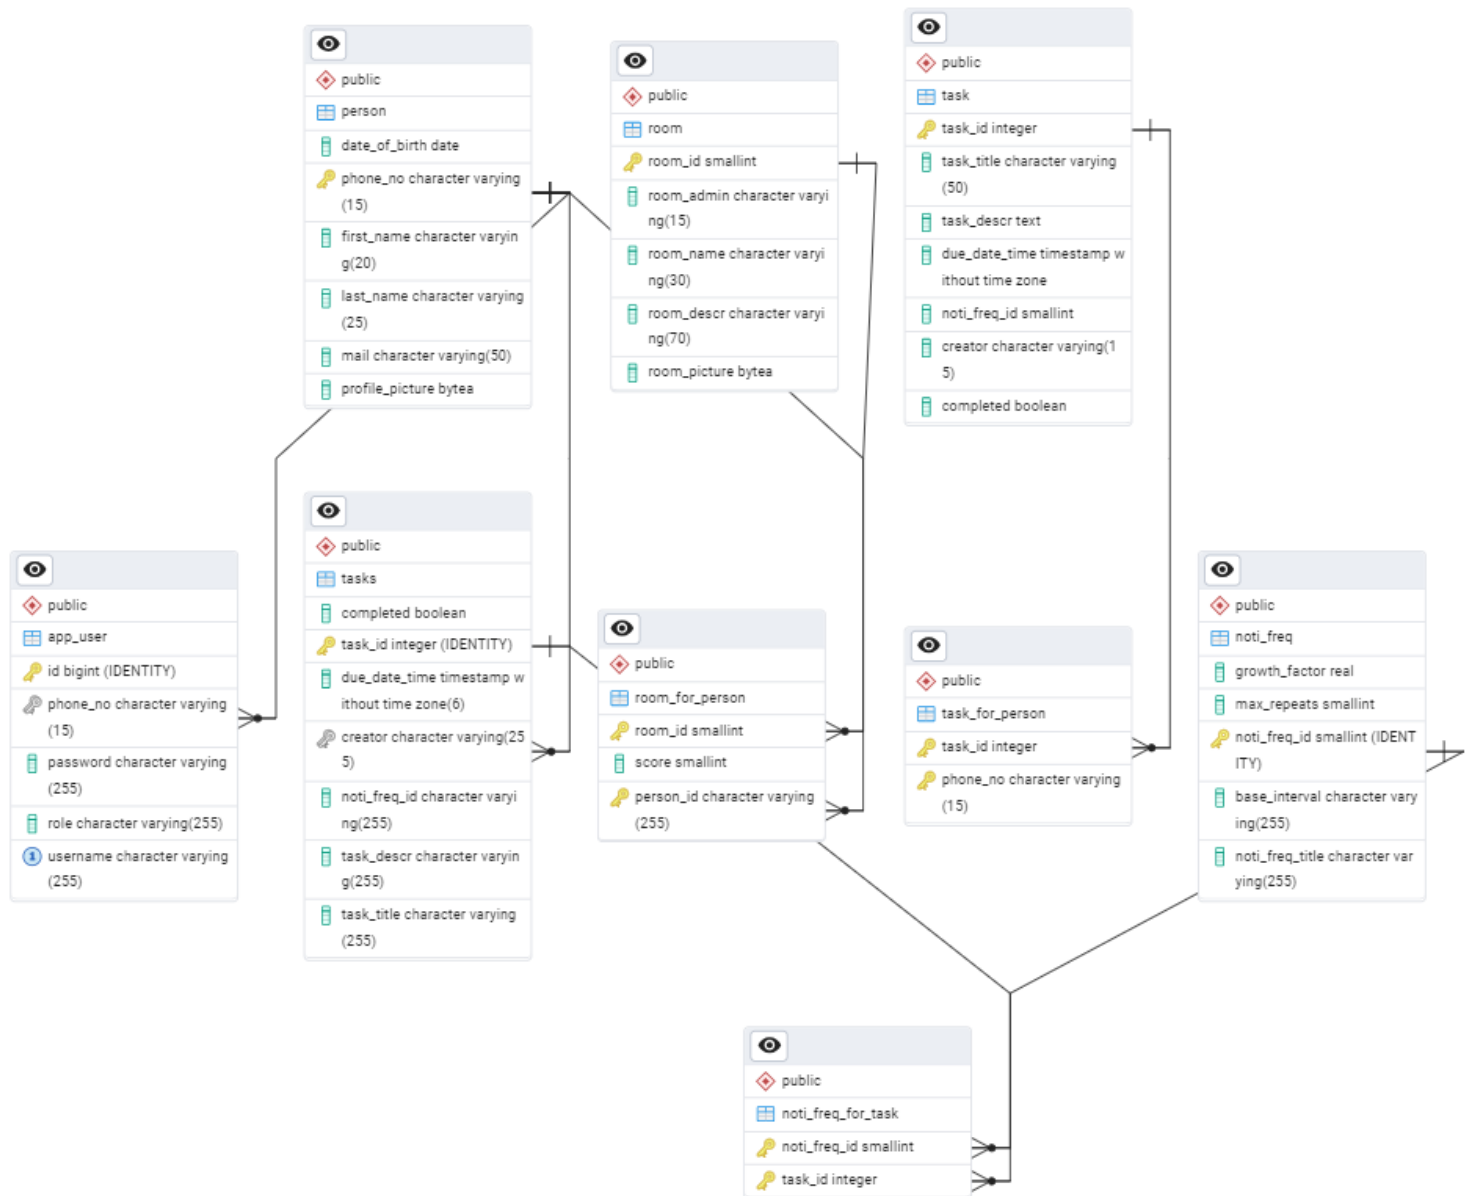 public
person
date_of_birth date
phone_no character varying
(15)
first_name character varyin
g(20)
last_name character varying
(25)
mail character varying(50)
profile_picture bytea
public
room
room_id smallint
room_admin character varyi
ng(15)
room_name character varyi
ng(30)
room_descr character varyi
ng(70)
room_picture bytea
public
task
task_id integer
task_title character varying
(50)
task_descr text
due_date_time timestamp w
ithout time zone
noti_freq_id smallint
creator character varying(1
5)
completed boolean
public
app_user
id bigint (IDENTITY)
phone_no character varying
(15)
password character varying
(255)
role character varying(255)
username character varying
(255)
public
tasks
completed boolean
task_id integer (IDENTITY)
due_date_time timestamp w
ithout time zone(6)
creator character varying(25
5)
noti_freq_id character varyi
ng(255)
task_descr character varyin
g(255)
task_title character varying
(255)
public
room_for_person
room_id smallint
score smallint
person_id character varying
(255)
public
task_for_person
task_id integer
phone_no character varying
(15)
public
noti_freq
growth_factor real
max_repeats smallint
noti_freq_id smallint (IDENT
ITY)
base_interval character vary
ing(255)
noti_freq_title character var
ying(255)
public
noti_freq_for_task
noti_freq_id smallint
task_id integer